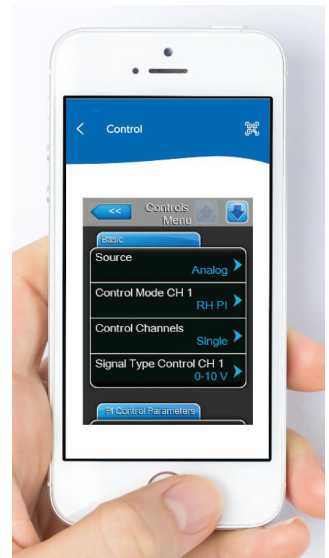 Control
<<
Controls
Menu
Basic
Source
Analog
Control Mode CH 1
RH PI
Control Channels
Single
Signal Type Control CH 1
0-10 V
PI Control Parameters